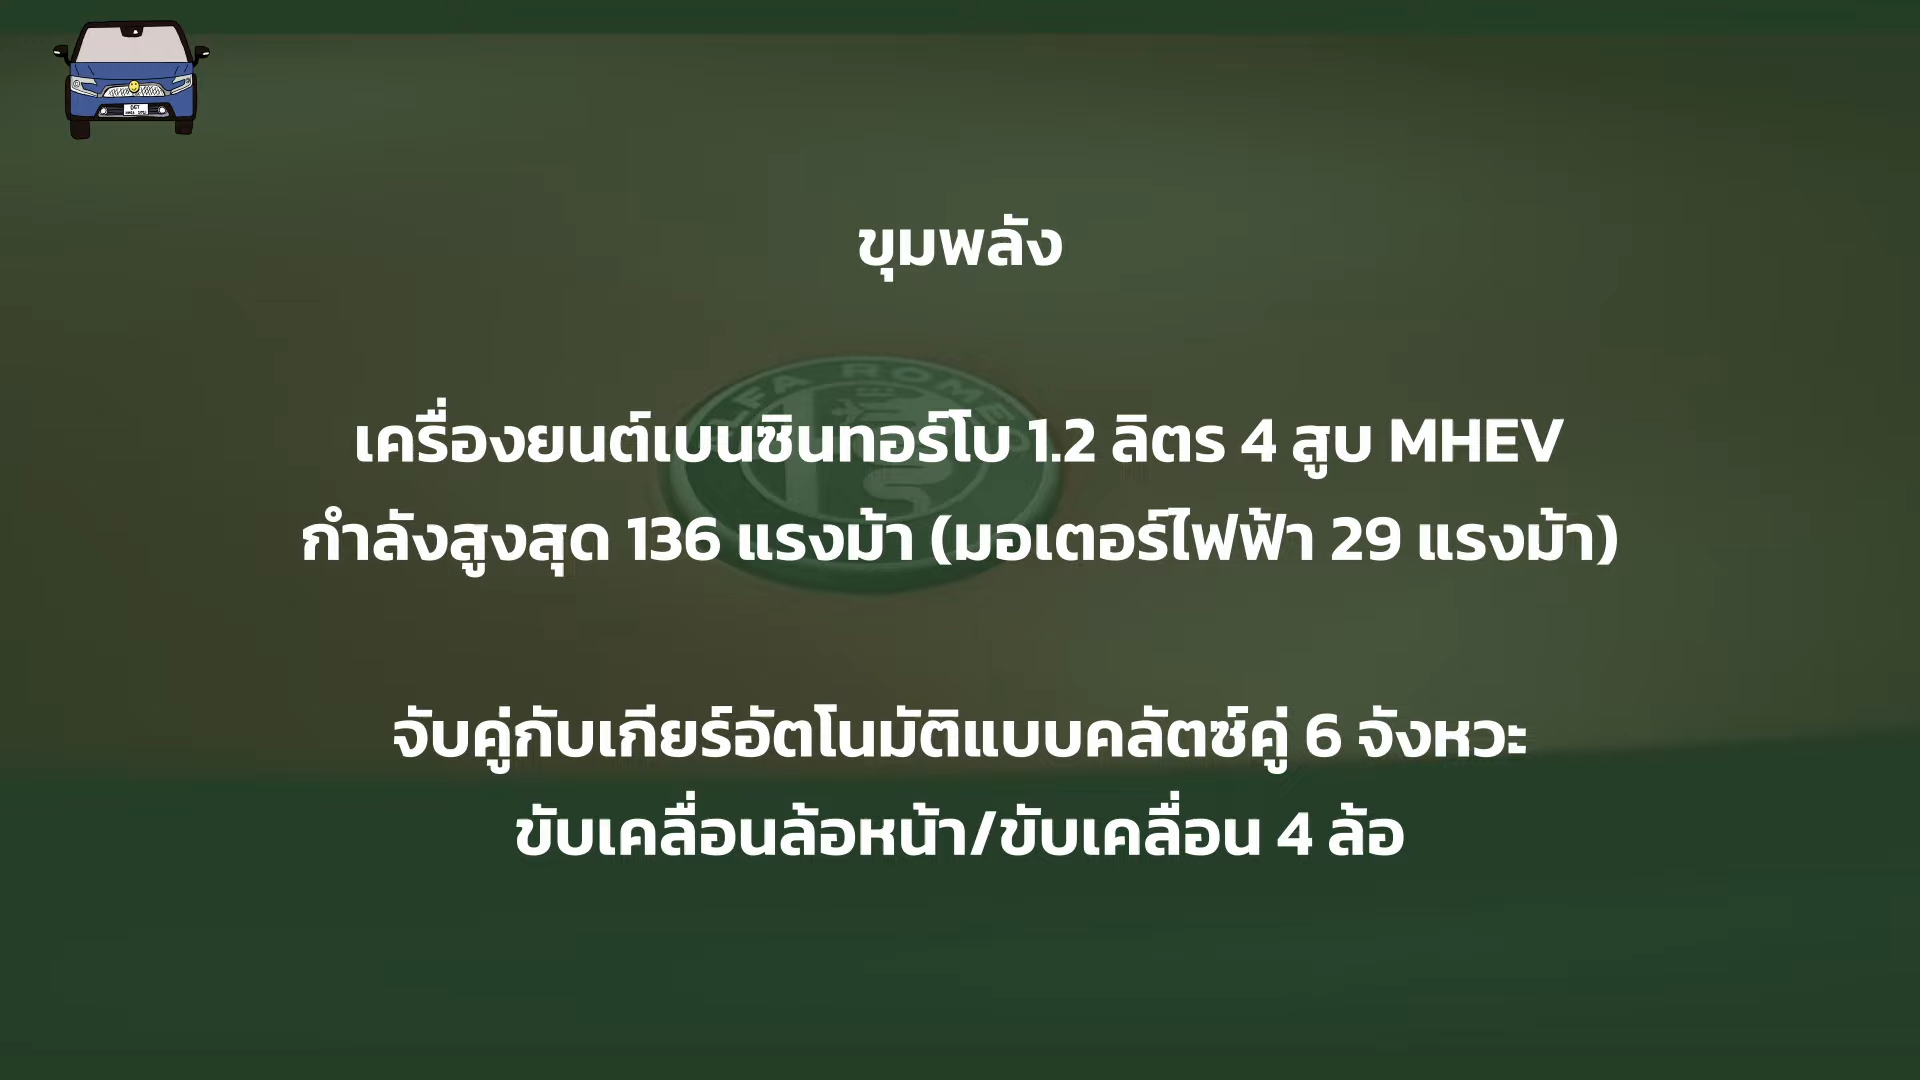 ขุมพลัง
ALFA ROMEO
เครื่องยนต์เบนซินทอร์โบ 1.2 ลิตร 4 สูบ MHEV
กำลังสูงสุด 136 แรงม้า (มอเตอร์ไฟฟ้า 29 แรงม้า)
จับคู่กับเกียร์อัตโนมัติแบบคลัตซ์คู่ 6 จังหวะ
ขับเคลื่อนล้อหน้า/ขับเคลื่อน 4 ล้อ